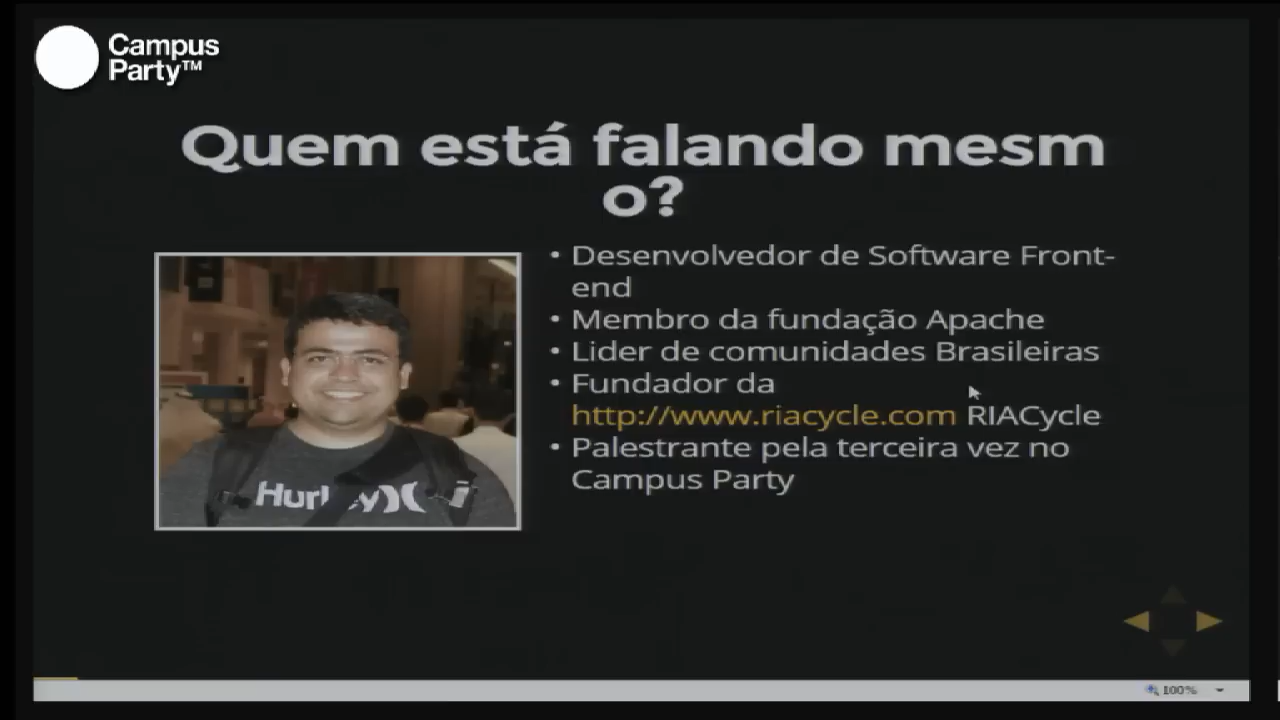 Campus
Party™
Quem está falando mesm
o?
• Desenvolvedor de Software Front-
end
• Membro da fundação Apache
• Lider de comunidades Brasileiras
• Fundador da
http://www.riacycle.com RIACycle
• Palestrante pela terceira vez no
Campus Party
100%